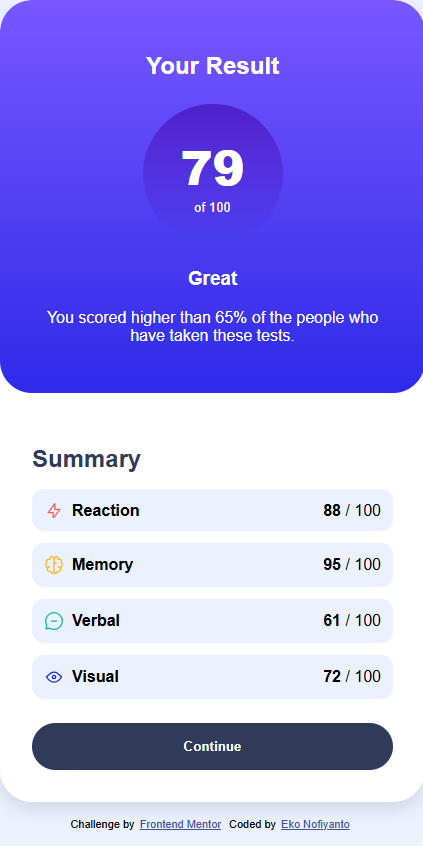 Your Result
79
of 100
Great
You scored higher than 65% of the people who
have taken these tests.
Summary
Reaction 88 / 100
Memory 95 / 100
Verbal 61 / 100
Visual 72 / 100
Continue
Challenge by Frontend Mentor Coded by Eko Nofiyanto